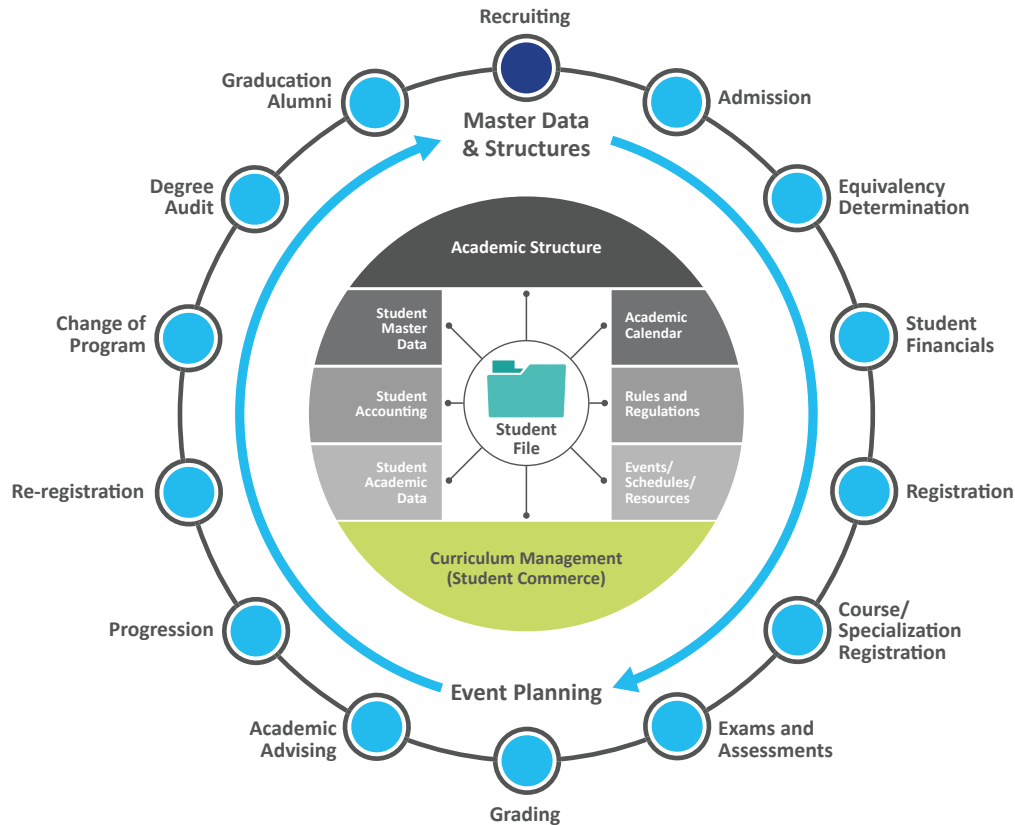 Recruiting
Admission
Equivalency
Determination
Student
Financials
Registration
Course/
Specialization
Registration
Exams and
Assessments
Grading
Academic
Advising
Progression
Re-registration
Change of
Program
Degree
Audit
Graducation
Alumni
Master Data
& Structures
Event Planning
Academic Structure
Student
Master
Data
Student
Accounting
Student
Academic
Data
Academic
Calendar
Rules and
Regulations
Events/
Schedules/
Resources
Student
File
Curriculum Management
(Student Commerce)